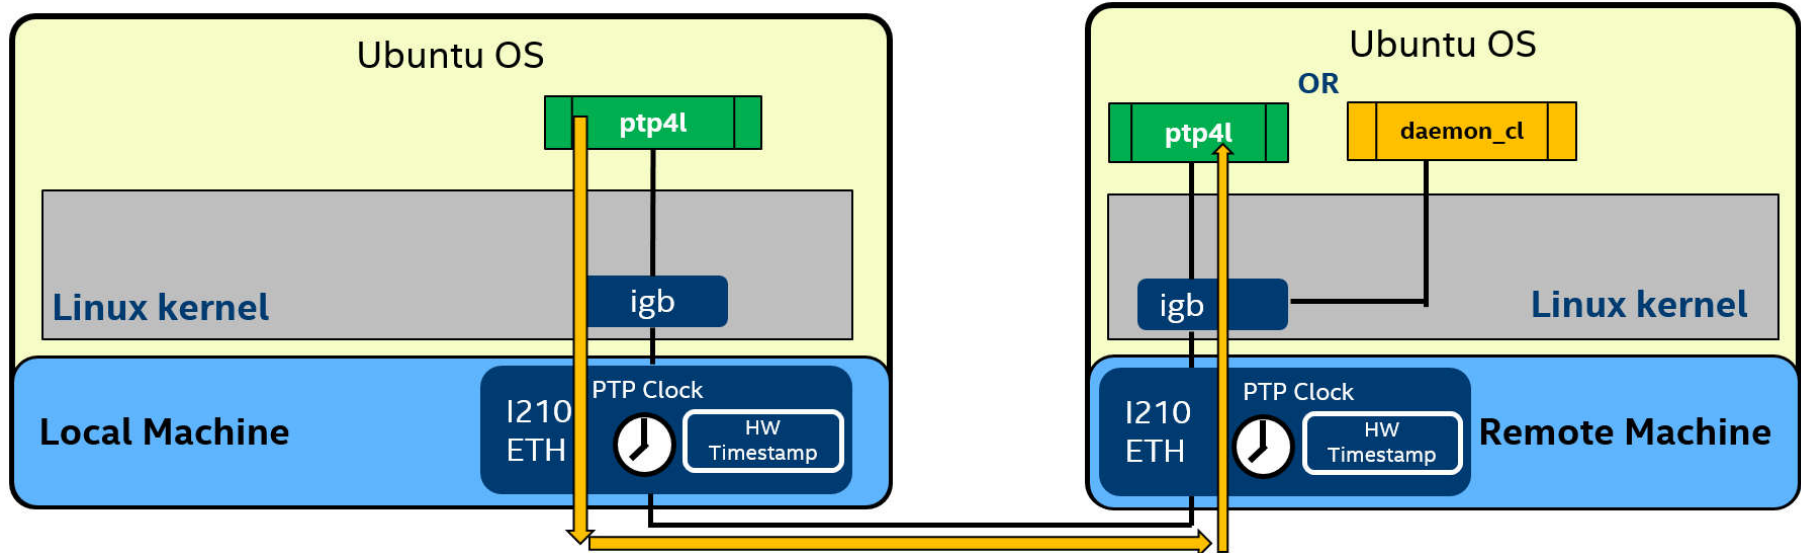 Ubuntu OS
ptp4l
igb
Linux kernel
Local Machine
I210
ETH
PTP Clock
HW
Timestamp
Ubuntu OS
OR
ptp4l
daemon_cl
igb
Linux kernel
I210
ETH
PTP Clock
HW
Timestamp
Remote Machine